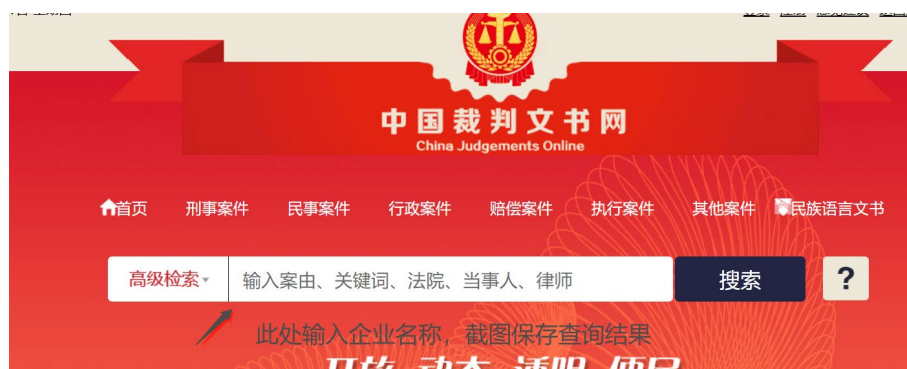 中国裁判文书网
China Judgements Online
首页 刑事案件 民事案件 行政案件 赔偿案件 执行案件 其他案件 民族语言文书
高级检索 输入案由、关键词、法院、当事人、律师 搜索 ?
此处输入企业名称，截图保存查询结果